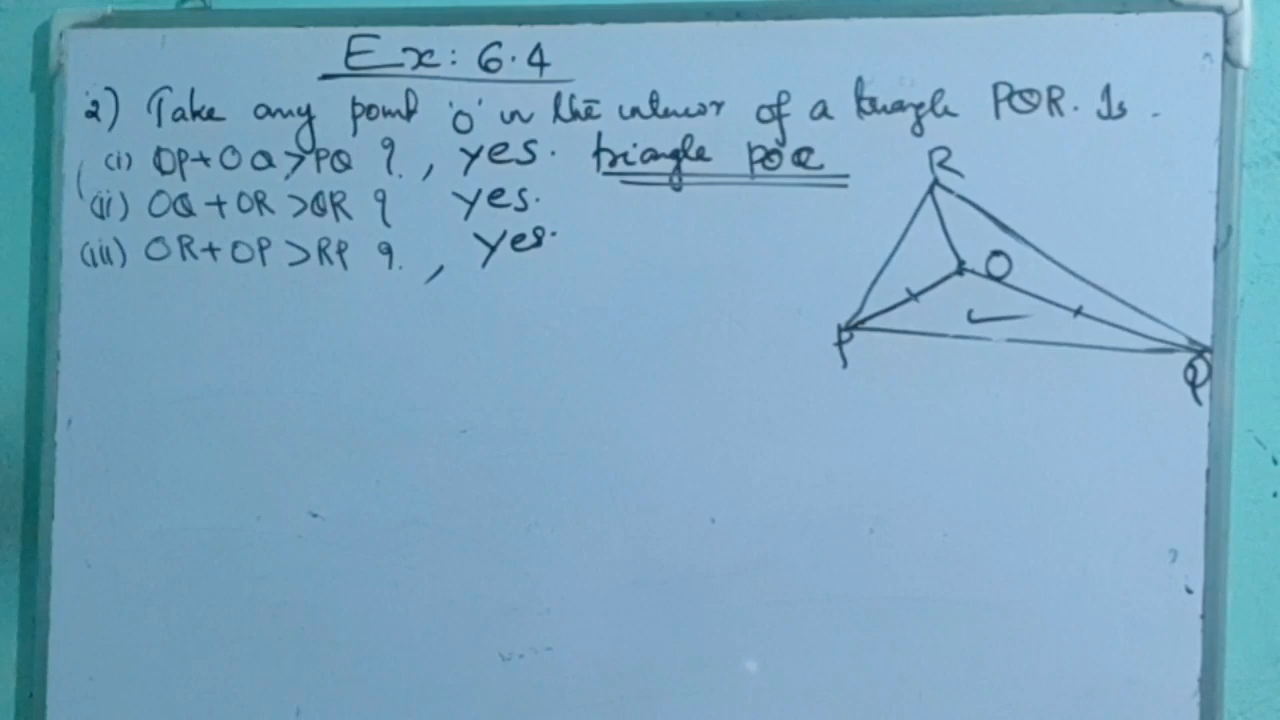 Ex: 6.4
2) Take any point 'O' in the interior of a triangle PQR. Is
(i) OP+OQ>PQ ?, yes. triangle POQ
(ii) OQ+OR>QR ? yes.
(iii) OR+OP>RP ?, yes.
R
O
P
Q